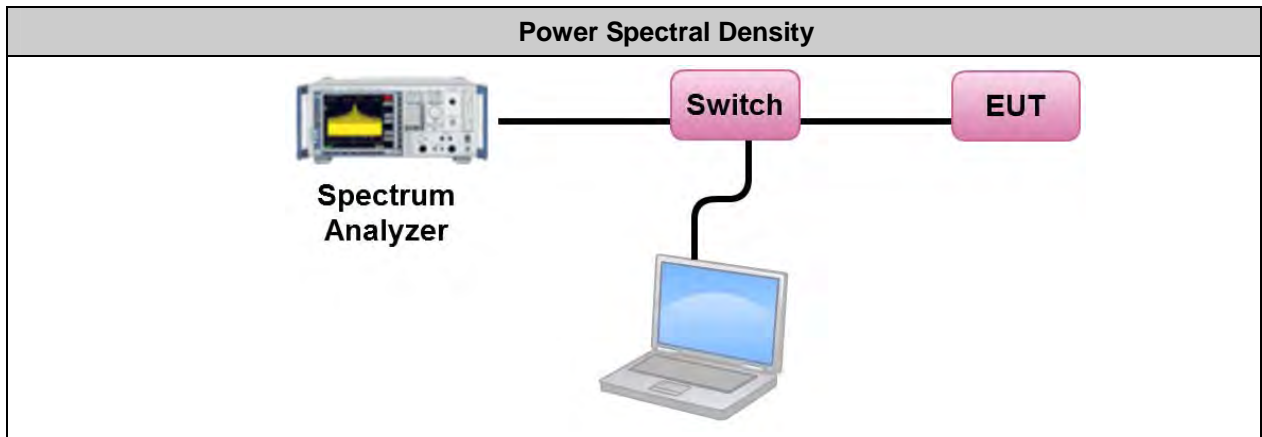 Power Spectral Density
Switch
EUT
Spectrum
Analyzer